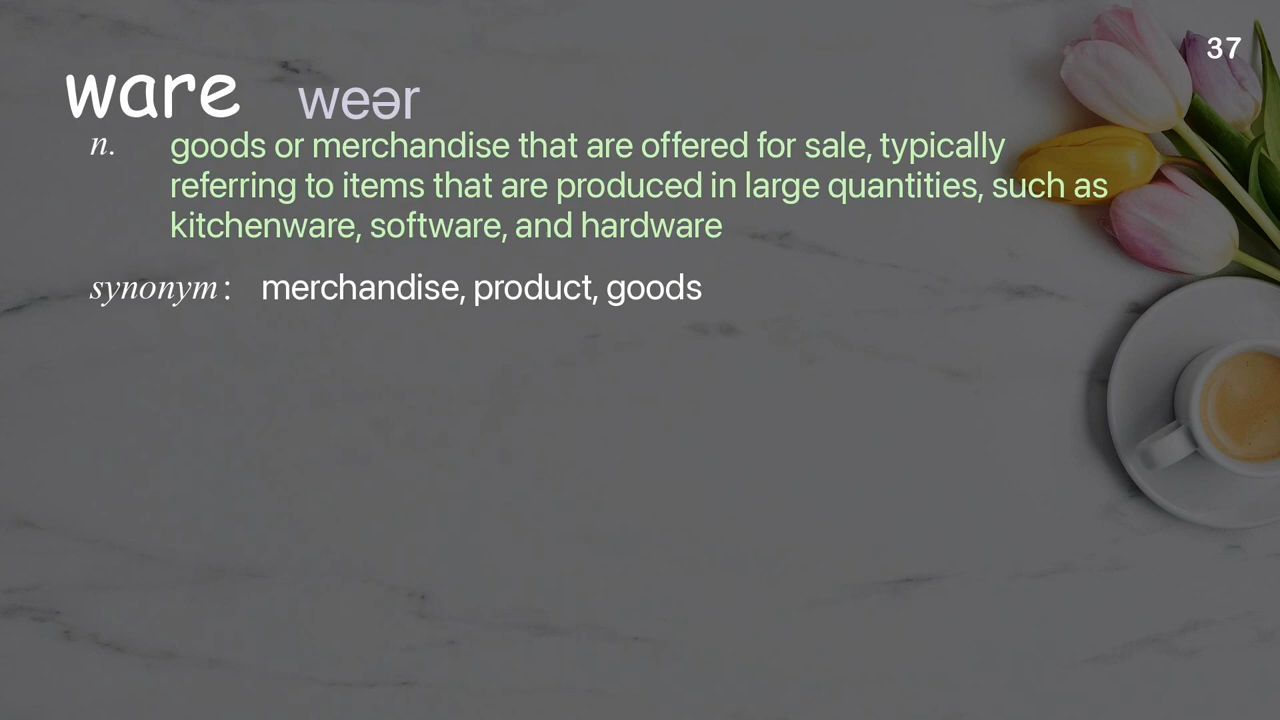 37
ware weər
n. goods or merchandise that are offered for sale, typically
referring to items that are produced in large quantities, such as
kitchenware, software, and hardware
synonym: merchandise, product, goods